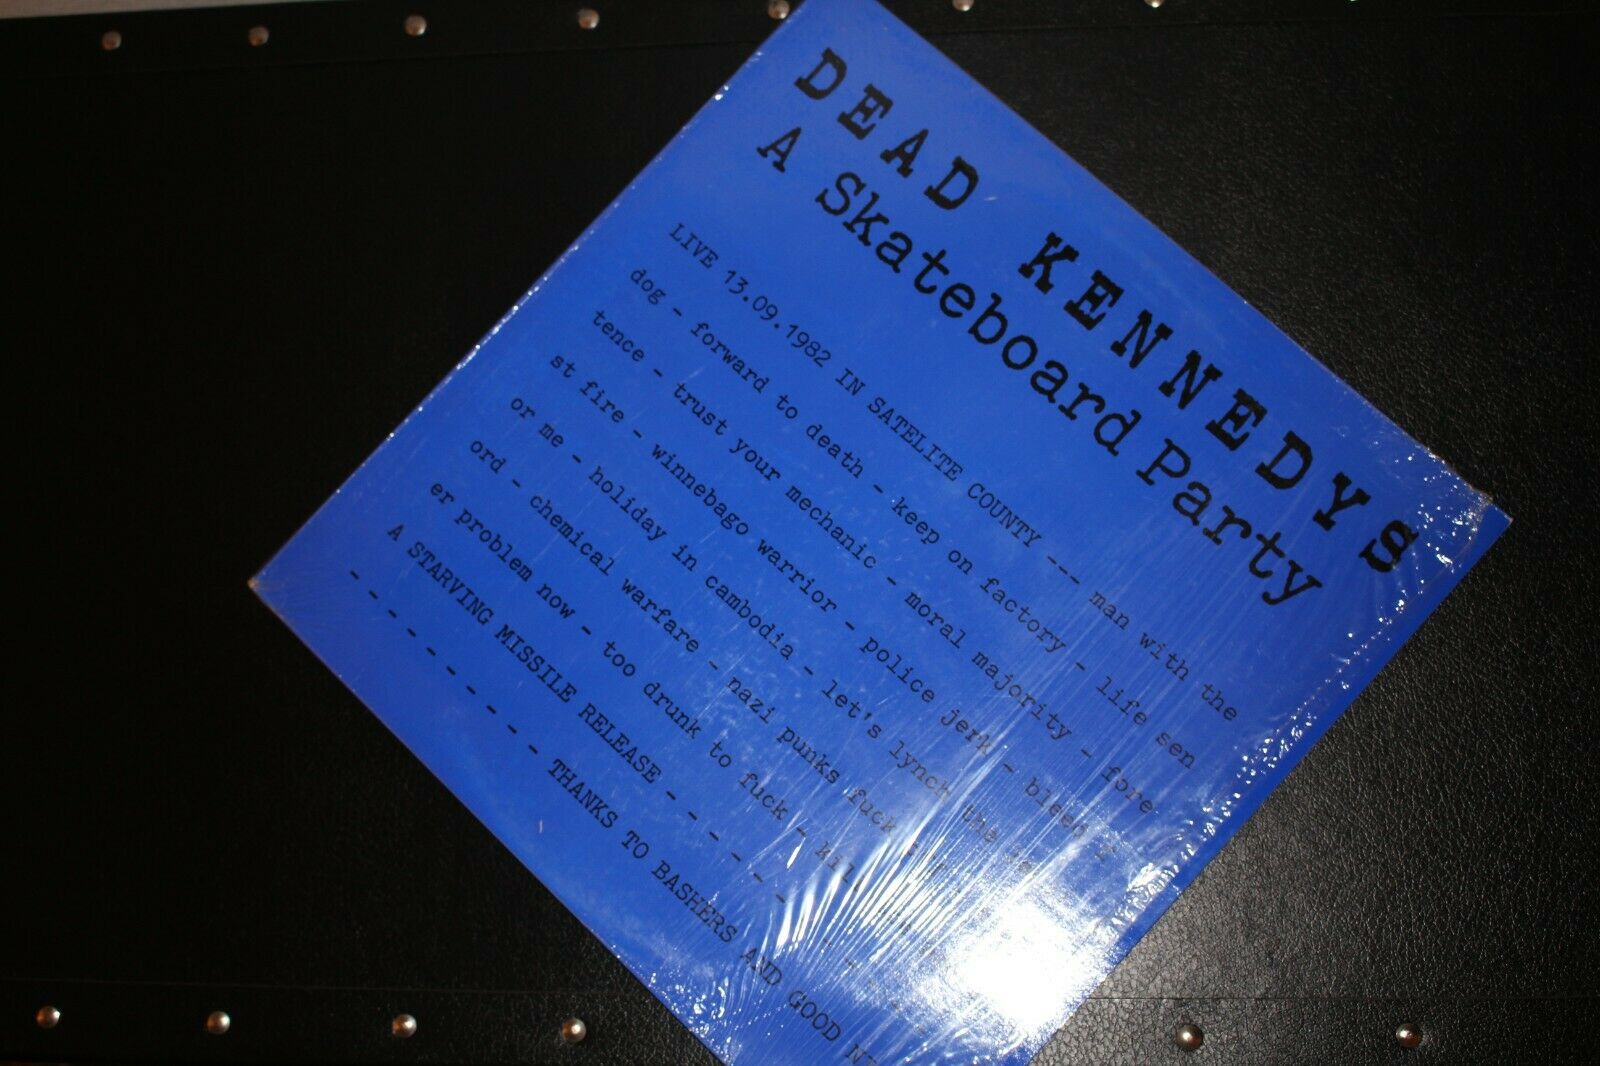 DEAD KENNEDYS
A Skateboard Party
LIVE 13.09.1982 IN SATELITE COUNTY --- man with the
dog - forward to death - keep on factory - life sen
tence - trust your mechanic - moral majority - fore
st fire - winnebago warrior - police jerk - bleed f
or me - holiday in cambodia - let's lynch the
ord - chemical warfare - nazi punks fuck
er problem now - too drunk to fuck - kill
A STARVING MISSILE RELEASE - - - - - - -
- - - - - - - - - - THANKS TO BASHERS AND GOOD